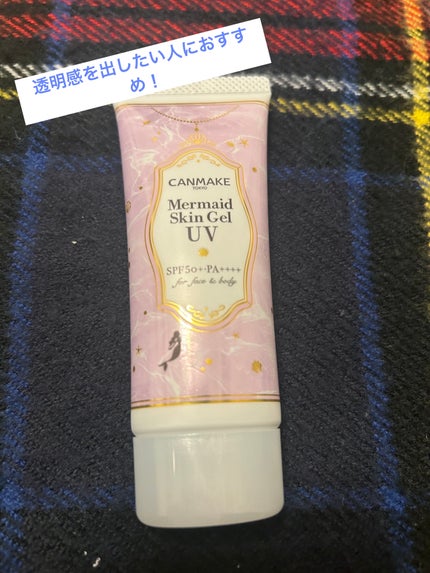 透明感を出したい人におすす
め！
CANMAKE
TOKYO
Mermaid
Skin Gel
UV
SPF50+・PA++++
for face & body